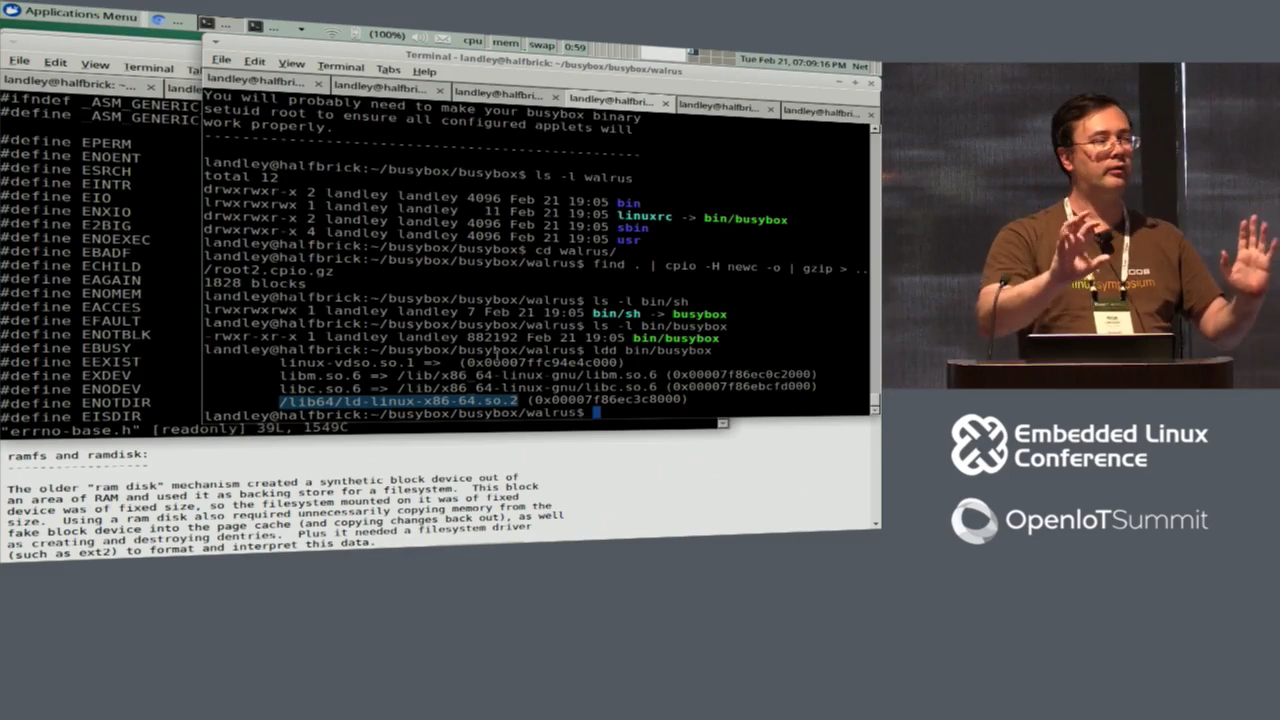 Applications Menu
(100%) cpu mem swap 0:59
Tue Feb 21, 07:09:16 PM Net
Terminal - landley@halfbrick: ~/busybox/busybox/walrus
File Edit View Terminal
File Edit View Terminal Tabs Help
landley@halfbrick: ~...
landley@halfbri... landley@halfbri... landley@halfbri... landley@halfbri... landley@halfbri... landley@halfbri...
#ifndef _ASM_GENERIC
#define _ASM_GENERIC
#define EPERM
#define ENOENT
#define ESRCH
#define EINTR
#define EIO
#define ENXIO
#define E2BIG
#define ENOEXEC
#define EBADF
#define ECHILD
#define EAGAIN
#define ENOMEM
#define EACCES
#define EFAULT
#define ENOTBLK
#define EBUSY
#define EEXIST
#define EXDEV
#define ENODEV
#define ENOTDIR
#define EISDIR
"errno-base.h" [readonly] 39L, 1549C
You will probably need to make your busybox binary
setuid root to ensure all configured applets will
work properly.
--------------------------------------------------
landley@halfbrick:~/busybox/busybox$ ls -l walrus
total 12
drwxrwxr-x 2 landley landley 4096 Feb 21 19:05 bin
lrwxrwxrwx 1 landley landley 11 Feb 21 19:05 linuxrc -> bin/busybox
drwxrwxr-x 2 landley landley 4096 Feb 21 19:05 sbin
drwxrwxr-x 4 landley landley 4096 Feb 21 19:05 usr
landley@halfbrick:~/busybox/busybox$ cd walrus/
landley@halfbrick:~/busybox/busybox/walrus$ find . | cpio -H newc -o | gzip > ..
/root2.cpio.gz
1828 blocks
landley@halfbrick:~/busybox/busybox/walrus$ ls -l bin/sh
lrwxrwxrwx 1 landley landley 7 Feb 21 19:05 bin/sh -> busybox
landley@halfbrick:~/busybox/busybox/walrus$ ls -l bin/busybox
-rwxr-xr-x 1 landley landley 882192 Feb 21 19:05 bin/busybox
landley@halfbrick:~/busybox/busybox/walrus$ ldd bin/busybox
linux-vdso.so.1 => (0x00007ffc94e4c000)
libm.so.6 => /lib/x86_64-linux-gnu/libm.so.6 (0x00007f86ec0c2000)
libc.so.6 => /lib/x86_64-linux-gnu/libc.so.6 (0x00007f86ebcfd000)
/lib64/ld-linux-x86-64.so.2 (0x00007f86ec3c8000)
landley@halfbrick:~/busybox/busybox/walrus$
ramfs and ramdisk:
------------------
The older "ram disk" mechanism created a synthetic block device out of
an area of RAM and used it as backing store for a filesystem. This block
device was of fixed size, so the filesystem mounted on it was of fixed
size. Using a ram disk also required unnecessarily copying memory from the
fake block device into the page cache (and copying changes back out), as well
as creating and destroying dentries. Plus it needed a filesystem driver
(such as ext2) to format and interpret this data.
Embedded Linux
Conference
OpenIoTSummit